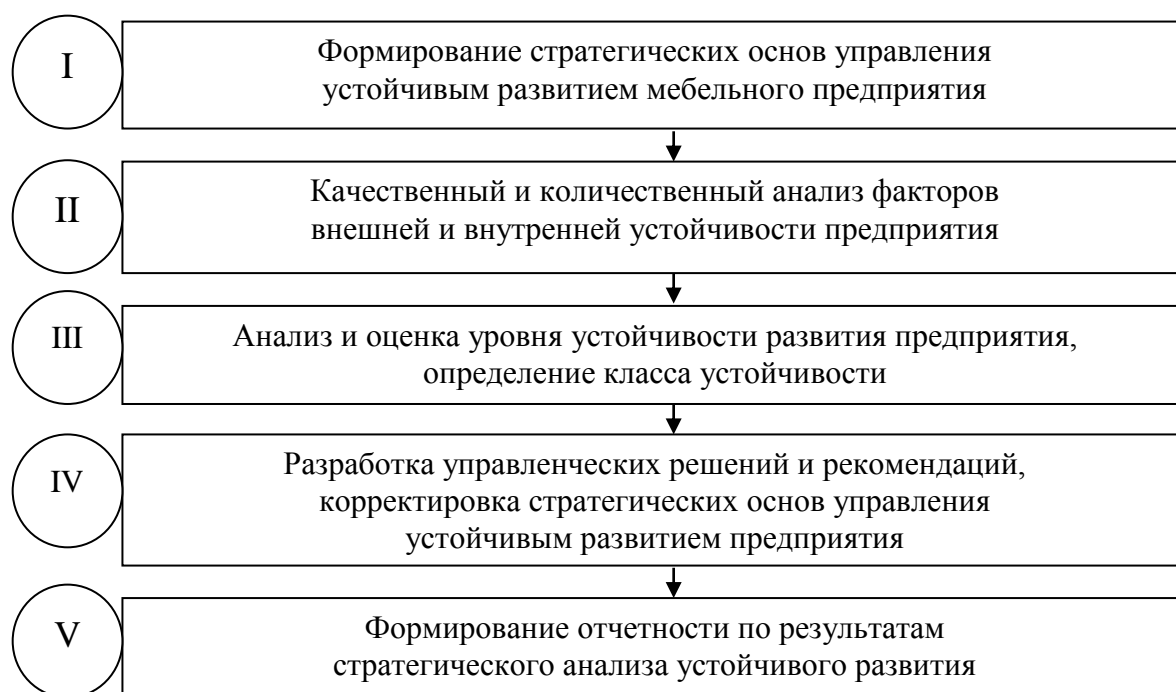 I
Формирование стратегических основ управления
устойчивым развитием мебельного предприятия
II
Качественный и количественный анализ факторов
внешней и внутренней устойчивости предприятия
III
Анализ и оценка уровня устойчивости развития предприятия,
определение класса устойчивости
IV
Разработка управленческих решений и рекомендаций,
корректировка стратегических основ управления
устойчивым развитием предприятия
V
Формирование отчетности по результатам
стратегического анализа устойчивого развития